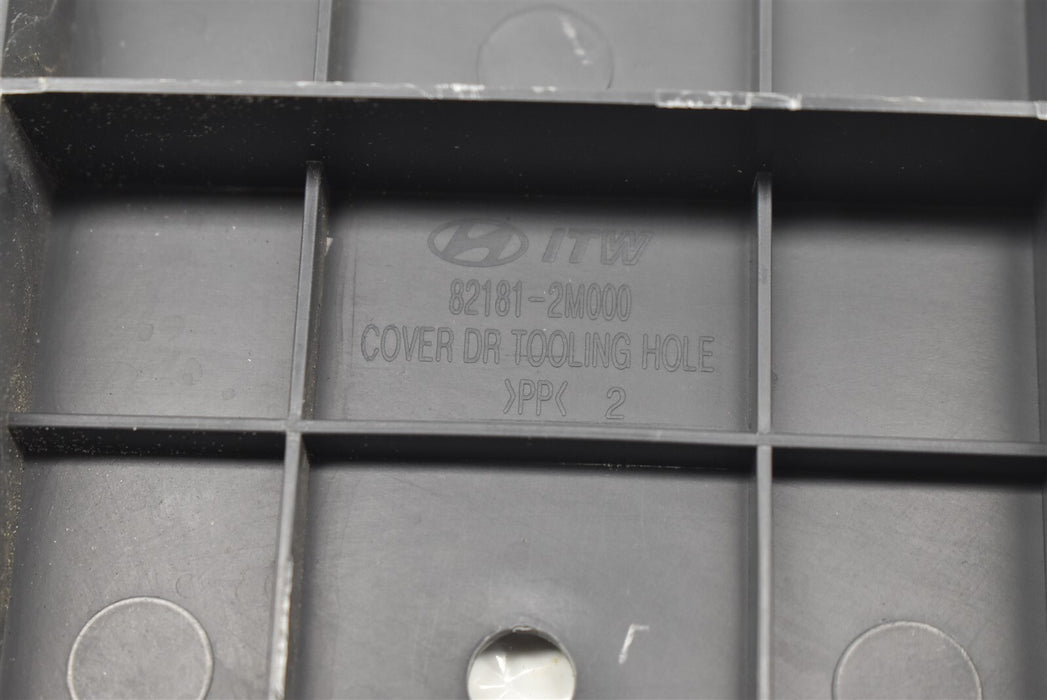 ITW
82181-2M000
COVER DR TOOLING HOLE
>PP< 2